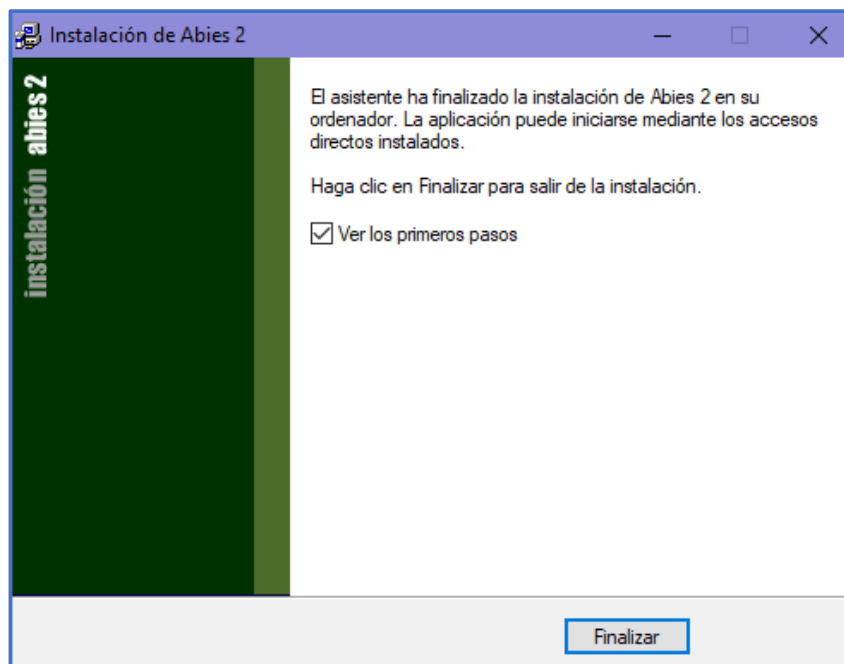 Instalación de Abies 2
instalación abies 2
El asistente ha finalizado la instalación de Abies 2 en su
ordenador. La aplicación puede iniciarse mediante los accesos
directos instalados.
Haga clic en Finalizar para salir de la instalación.
Ver los primeros pasos
Finalizar